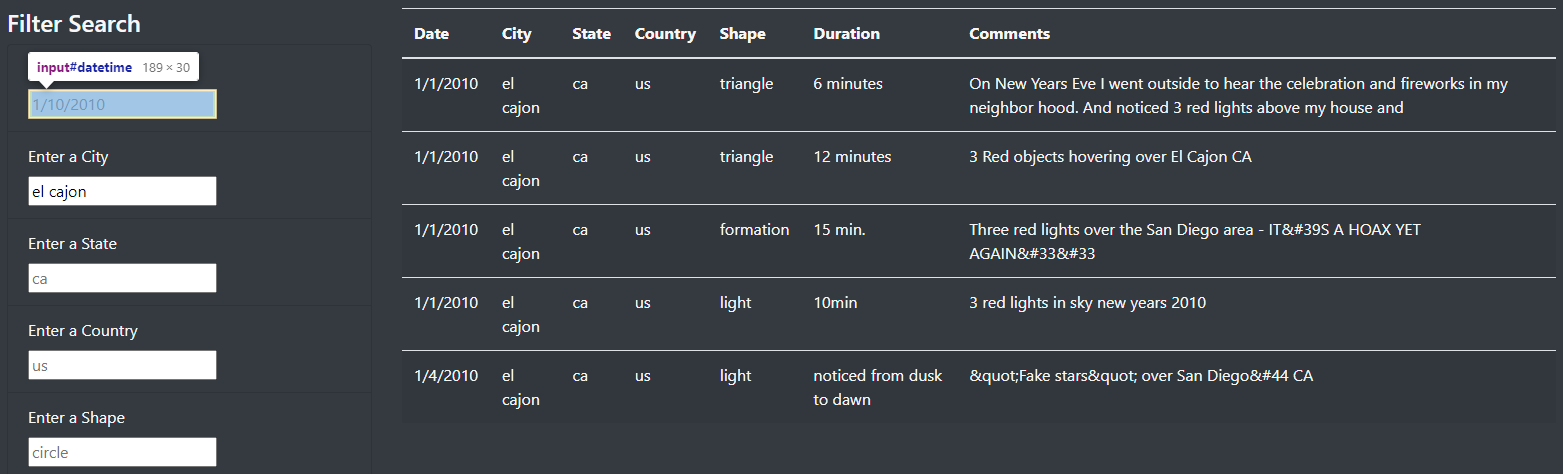 Filter Search
input#datetime 189 × 30
1/10/2010
Enter a City
el cajon
Enter a State
ca
Enter a Country
us
Enter a Shape
circle
Date City State Country Shape Duration Comments
1/1/2010 el ca us triangle 6 minutes On New Years Eve I went outside to hear the celebration and fireworks in my
cajon neighbor hood. And noticed 3 red lights above my house and
1/1/2010 el ca us triangle 12 minutes 3 Red objects hovering over El Cajon CA
cajon
1/1/2010 el ca us formation 15 min. Three red lights over the San Diego area - IT&#39S A HOAX YET
cajon AGAIN&#33&#33
1/1/2010 el ca us light 10min 3 red lights in sky new years 2010
cajon
1/4/2010 el ca us light noticed from dusk &quot;Fake stars&quot; over San Diego&#44 CA
cajon to dawn